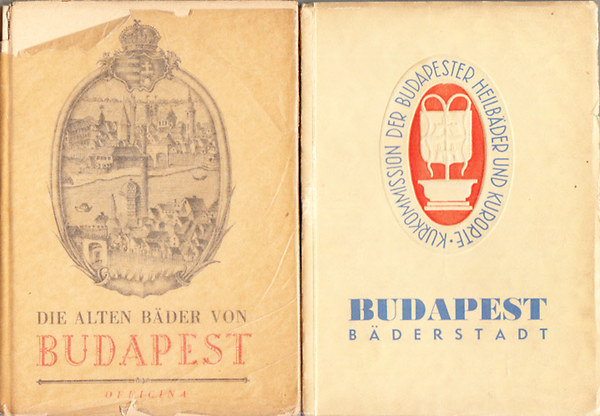 DIE ALTEN BÄDER VON
BUDAPEST
OFFICINA
KURKOMMISSION DER BUDAPESTER HEILBÄDER UND KURORTE •
BUDAPEST
BÄDERSTADT